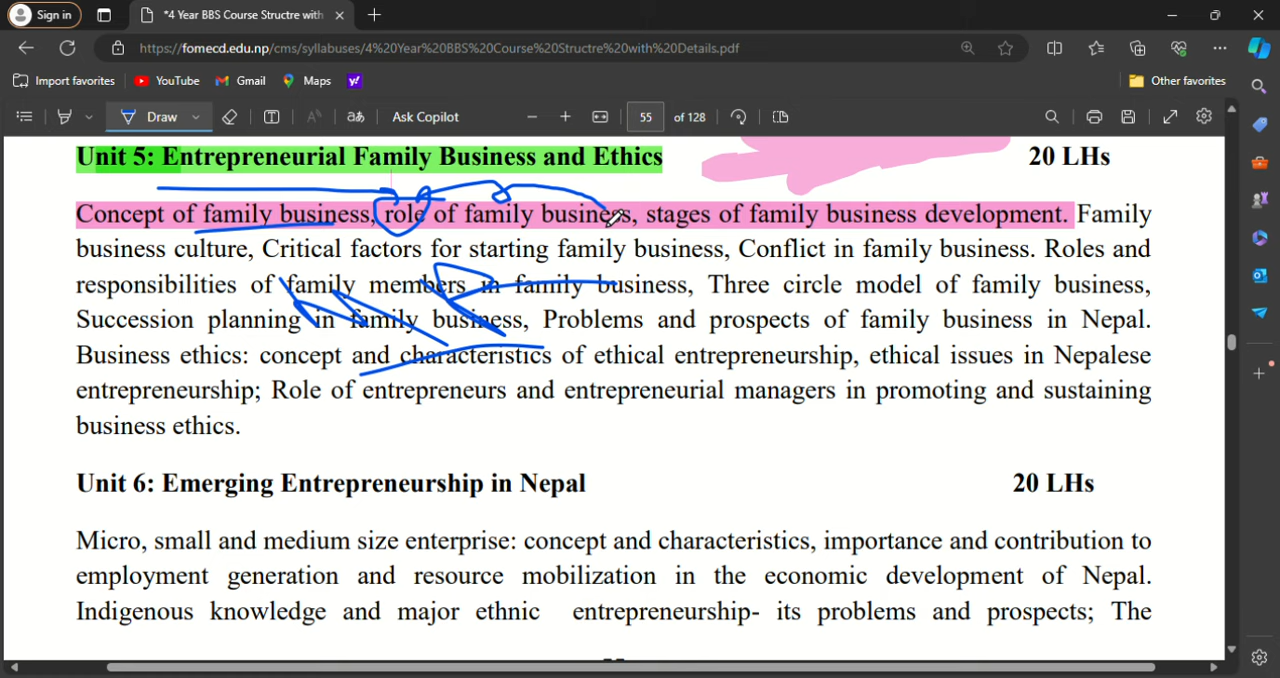 Sign in
*4 Year BBS Course Structre with
https://fomecd.edu.np/cms/syllabuses/4%20Year%20BBS%20Course%20Structre%20with%20Details.pdf
Import favorites YouTube Gmail Maps y! Other favorites
Draw aあ Ask Copilot 55 of 128
Unit 5: Entrepreneurial Family Business and Ethics 20 LHs
Concept of family business, role of family business, stages of family business development. Family
business culture, Critical factors for starting family business, Conflict in family business. Roles and
responsibilities of family members in family business, Three circle model of family business,
Succession planning in family business, Problems and prospects of family business in Nepal.
Business ethics: concept and characteristics of ethical entrepreneurship, ethical issues in Nepalese
entrepreneurship; Role of entrepreneurs and entrepreneurial managers in promoting and sustaining
business ethics.
Unit 6: Emerging Entrepreneurship in Nepal 20 LHs
Micro, small and medium size enterprise: concept and characteristics, importance and contribution to
employment generation and resource mobilization in the economic development of Nepal.
Indigenous knowledge and major ethnic entrepreneurship- its problems and prospects; The